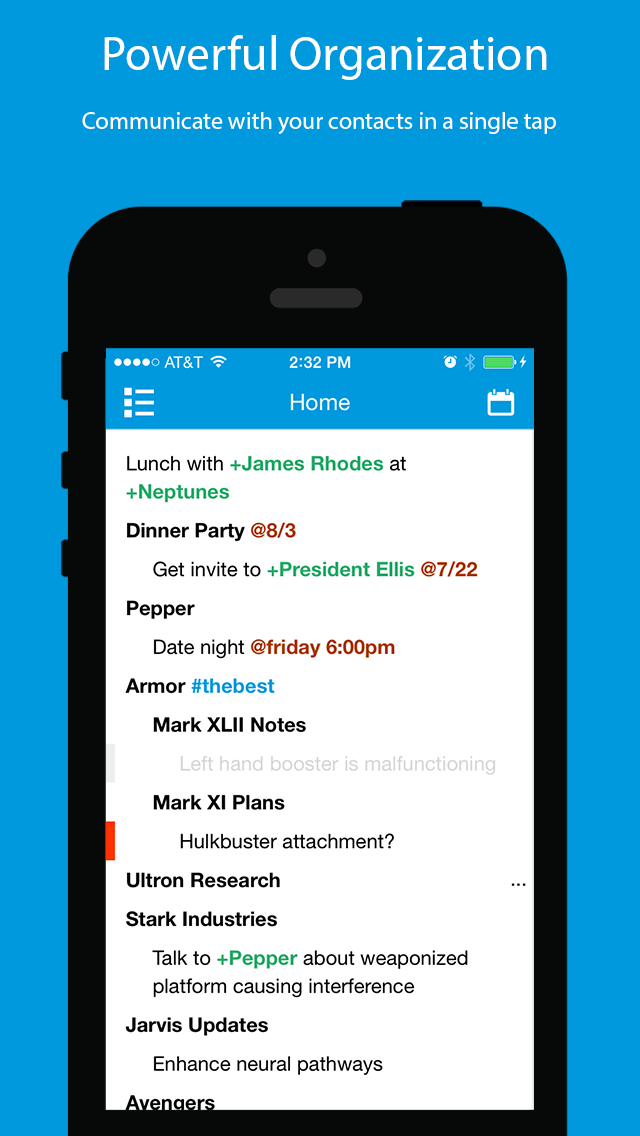 Powerful Organization
Communicate with your contacts in a single tap
AT&T 2:32 PM
Home
Lunch with +James Rhodes at
+Neptunes
Dinner Party @8/3
Get invite to +President Ellis @7/22
Pepper
Date night @friday 6:00pm
Armor #thebest
Mark XLII Notes
Left hand booster is malfunctioning
Mark XI Plans
Hulkbuster attachment?
Ultron Research ...
Stark Industries
Talk to +Pepper about weaponized
platform causing interference
Jarvis Updates
Enhance neural pathways
Avengers